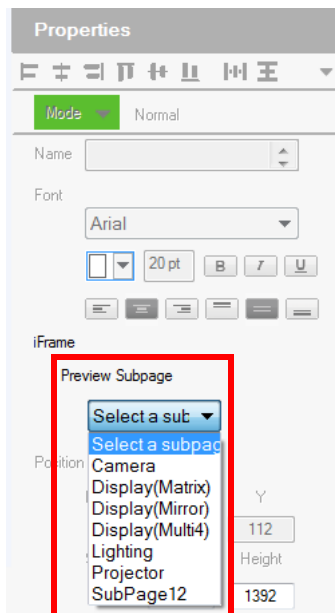 Properties
Mode Normal
Name
Font
Arial
20 pt B I U
iFrame
Preview Subpage
Select a sub
Select a subpag
Position
Camera
Display(Matrix)
Y
Display(Mirror)
Display(Multi4)
112
Lighting
Height
Projector
SubPage12
1392